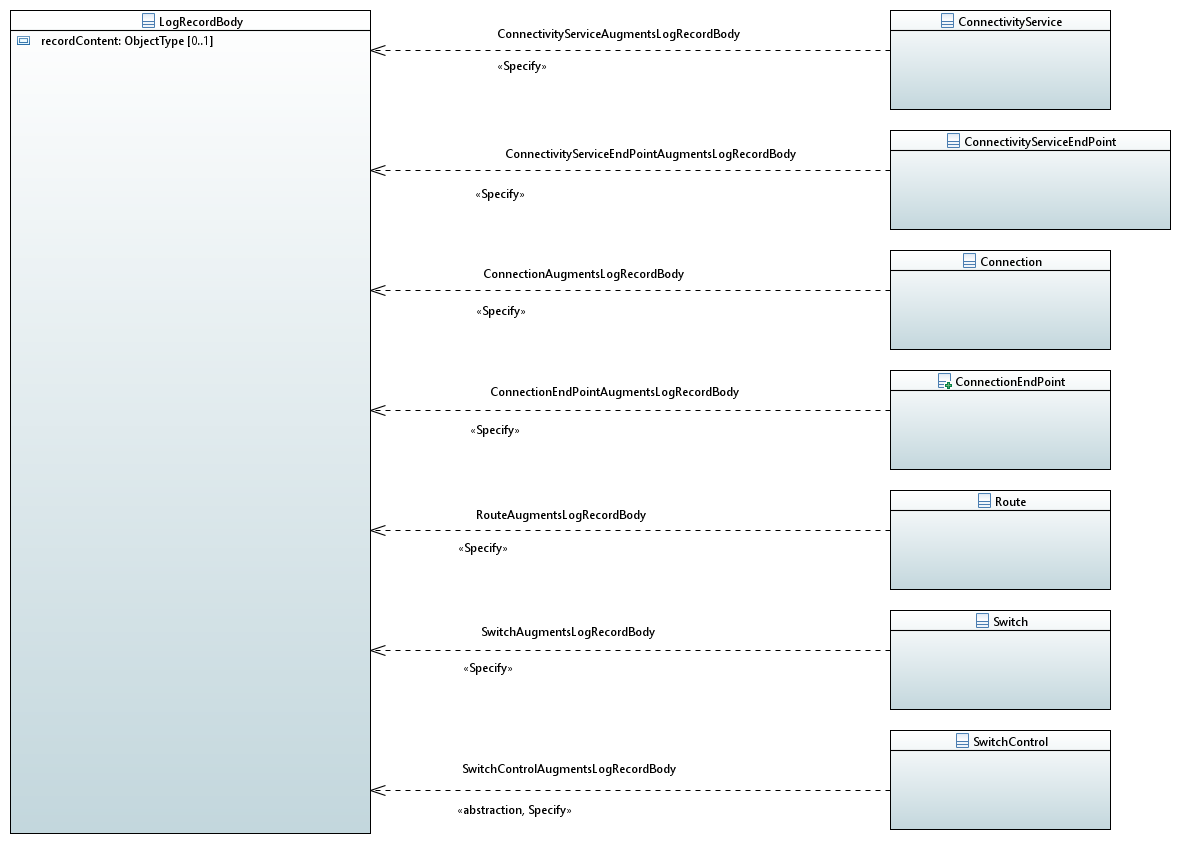 LogRecordBody
recordContent: ObjectType [0..1]
ConnectivityServiceAugmentsLogRecordBody
«Specify»
ConnectivityService
ConnectivityServiceEndPointAugmentsLogRecordBody
«Specify»
ConnectivityServiceEndPoint
ConnectionAugmentsLogRecordBody
«Specify»
Connection
ConnectionEndPointAugmentsLogRecordBody
«Specify»
ConnectionEndPoint
RouteAugmentsLogRecordBody
«Specify»
Route
SwitchAugmentsLogRecordBody
«Specify»
Switch
SwitchControlAugmentsLogRecordBody
«abstraction, Specify»
SwitchControl